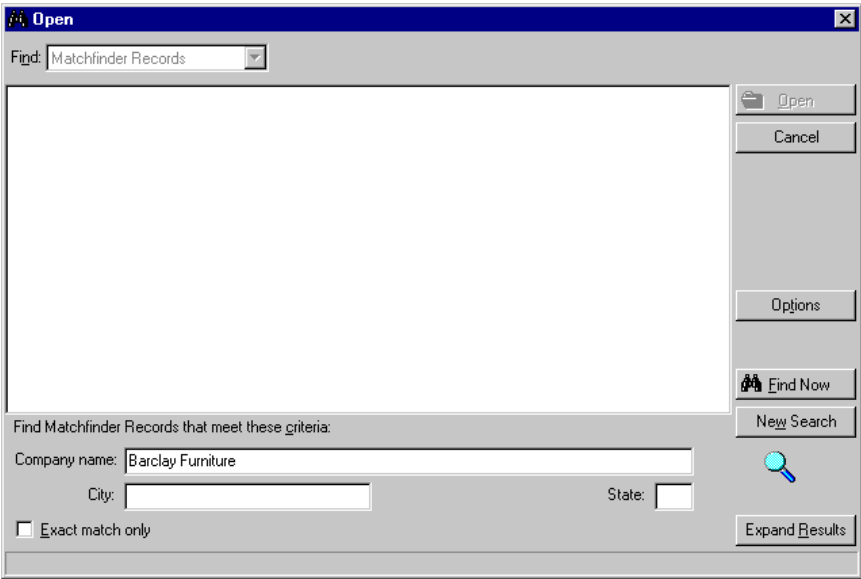 Open
Find: Matchfinder Records
Open
Cancel
Options
Find Now
New Search
Find Matchfinder Records that meet these criteria:
Company name: Barclay Furniture
City: State:
Exact match only
Expand Results